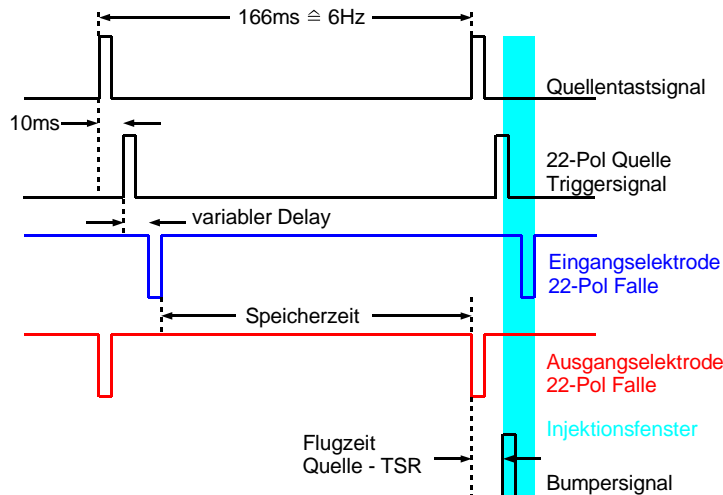 166ms ≙ 6Hz
Quellentastsignal
10ms
22-Pol Quelle
Triggersignal
variabler Delay
Eingangselektrode
22-Pol Falle
Speicherzeit
Ausgangselektrode
22-Pol Falle
Injektionsfenster
Flugzeit
Quelle - TSR
Bumpersignal